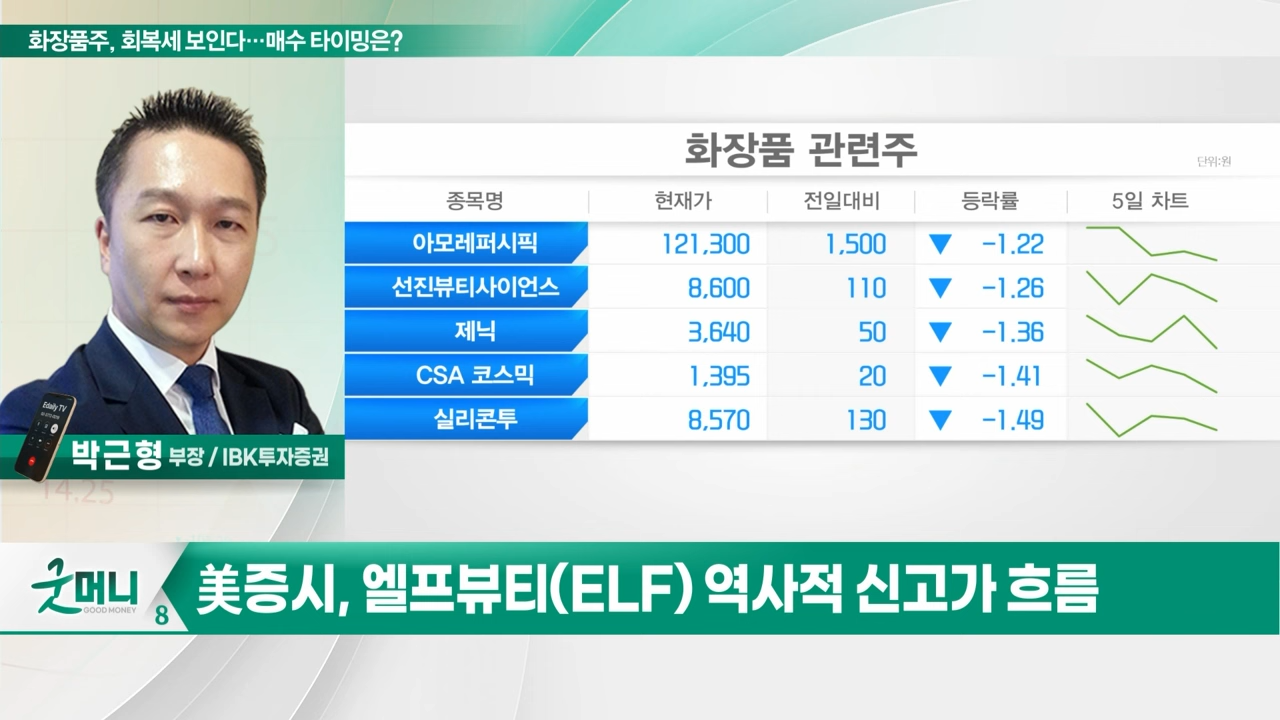 화장품주, 회복세 보인다…매수 타이밍은?
화장품 관련주
단위:원
종목명 현재가 전일대비 등락률 5일 차트
아모레퍼시픽 121,300 1,500 ▼ -1.22
선진뷰티사이언스 8,600 110 ▼ -1.26
제닉 3,640 50 ▼ -1.36
CSA 코스믹 1,395 20 ▼ -1.41
실리콘투 8,570 130 ▼ -1.49
Edaily TV
박근형 부장 / IBK투자증권
14.25
굿머니
GOOD MONEY
8
美증시, 엘프뷰티(ELF) 역사적 신고가 흐름